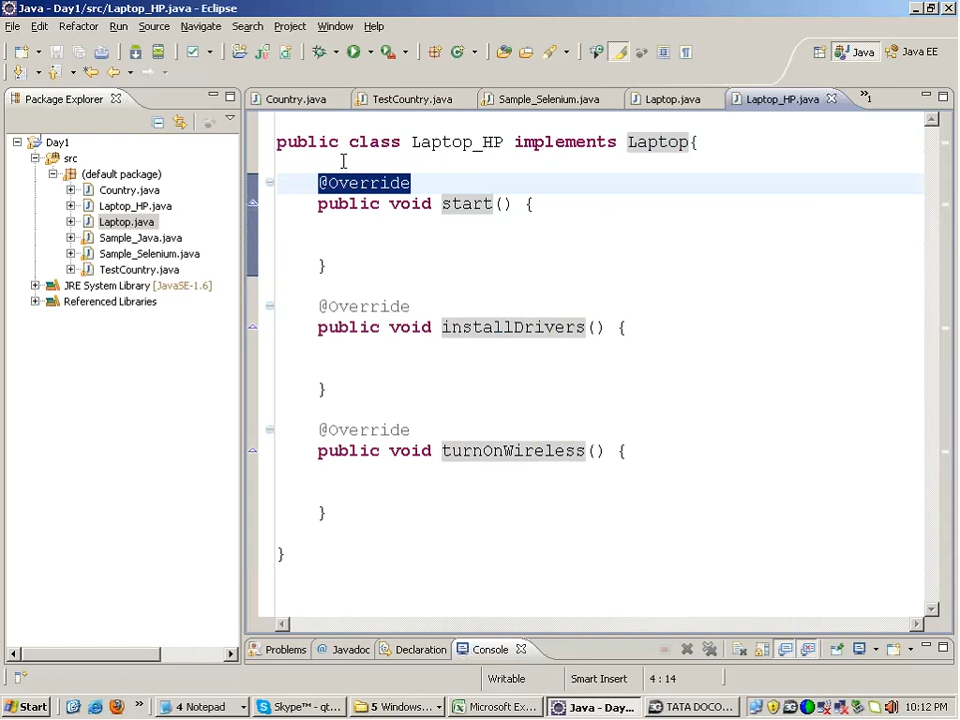 Java - Day1/src/Laptop_HP.java - Eclipse
File Edit Refactor Run Source Navigate Search Project Window Help
Java Java EE
Package Explorer
Country.java TestCountry.java Sample_Selenium.java Laptop.java Laptop_HP.java »1
Day1
src
(default package)
Country.java
Laptop_HP.java
Laptop.java
Sample_Java.java
Sample_Selenium.java
TestCountry.java
JRE System Library [JavaSE-1.6]
Referenced Libraries
public class Laptop_HP implements Laptop{
@Override
public void start() {
}
@Override
public void installDrivers() {
}
@Override
public void turnOnWireless() {
}
}
Problems Javadoc Declaration Console
Writable Smart Insert 4 : 14
Start » 4 Notepad Skype™ - qt... 5 Windows... Microsoft Ex... Java - Day... TATA DOCO... 10:12 PM